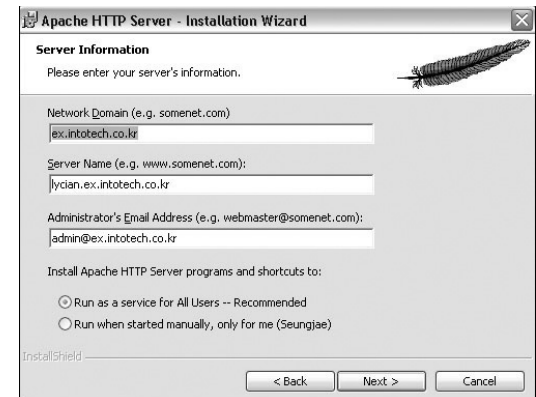 Apache HTTP Server - Installation Wizard
Server Information
Please enter your server's information.
Network Domain (e.g. somenet.com)
ex.intotech.co.kr
Server Name (e.g. www.somenet.com):
lycian.ex.intotech.co.kr
Administrator's Email Address (e.g. webmaster@somenet.com):
admin@ex.intotech.co.kr
Install Apache HTTP Server programs and shortcuts to:
Run as a service for All Users -- Recommended
Run when started manually, only for me (Seungjae)
InstallShield
< Back Next > Cancel